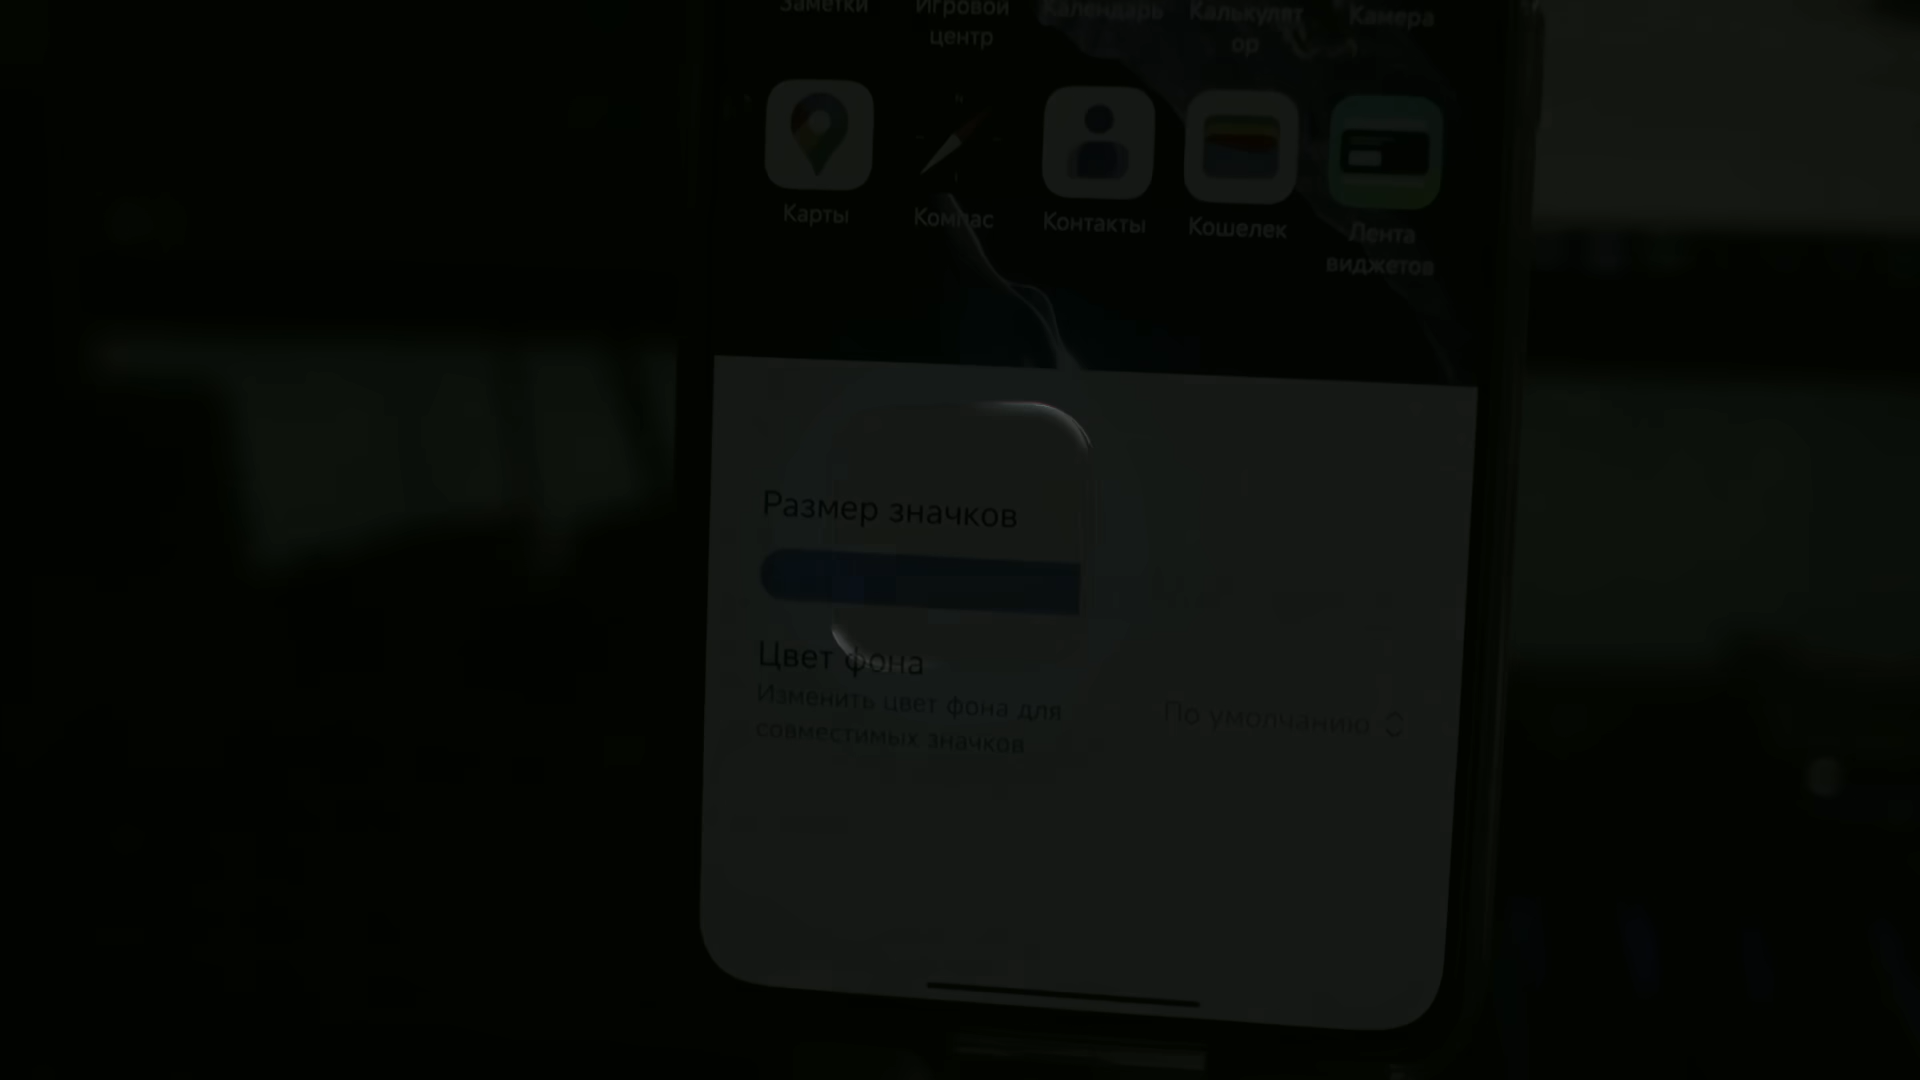 Заметки
Игровой
центр
Календарь
Калькулят
ор
Камера
Карты
Компас
Контакты
Кошелек
Лента
виджетов
Размер значков
Цвет фона
Изменить цвет фона для
совместимых значков
По умолчанию